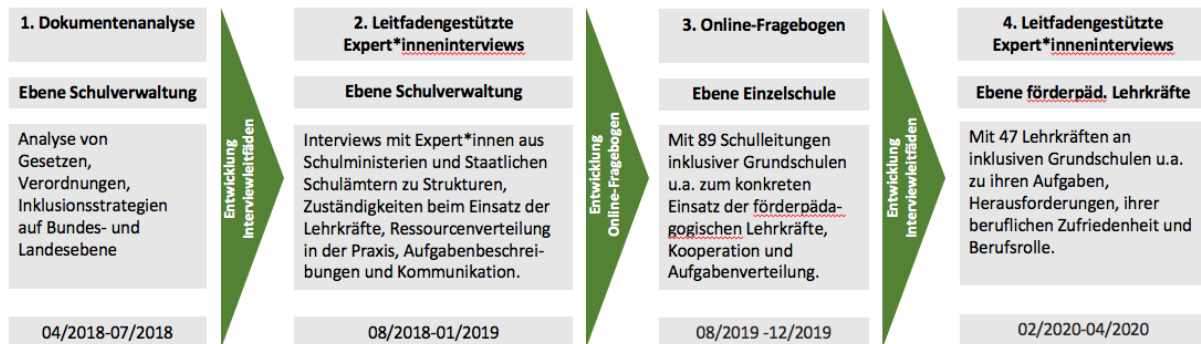 1. Dokumentenanalyse
Ebene Schulverwaltung
Analyse von
Gesetzen,
Verordnungen,
Inklusionsstrategien
auf Bundes- und
Landesebene
04/2018-07/2018
Entwicklung
Interviewleitfäden
2. Leitfadengestützte
Expert*inneninterviews
Ebene Schulverwaltung
Interviews mit Expert*innen aus
Schulministerien und Staatlichen
Schulämtern zu Strukturen,
Zuständigkeiten beim Einsatz der
Lehrkräfte, Ressourcenverteilung
in der Praxis, Aufgabenbeschrei-
bungen und Kommunikation.
08/2018-01/2019
Entwicklung
Online-Fragebogen
3. Online-Fragebogen
Ebene Einzelschule
Mit 89 Schulleitungen
inklusiver Grundschulen
u.a. zum konkreten
Einsatz der förderpäda-
gogischen Lehrkräfte,
Kooperation und
Aufgabenverteilung.
08/2019 -12/2019
Entwicklung
Interviewleitfäden
4. Leitfadengestützte
Expert*inneninterviews
Ebene förderpäd. Lehrkräfte
Mit 47 Lehrkräften an
inklusiven Grundschulen u.a.
zu ihren Aufgaben,
Herausforderungen, ihrer
beruflichen Zufriedenheit und
Berufsrolle.
02/2020-04/2020